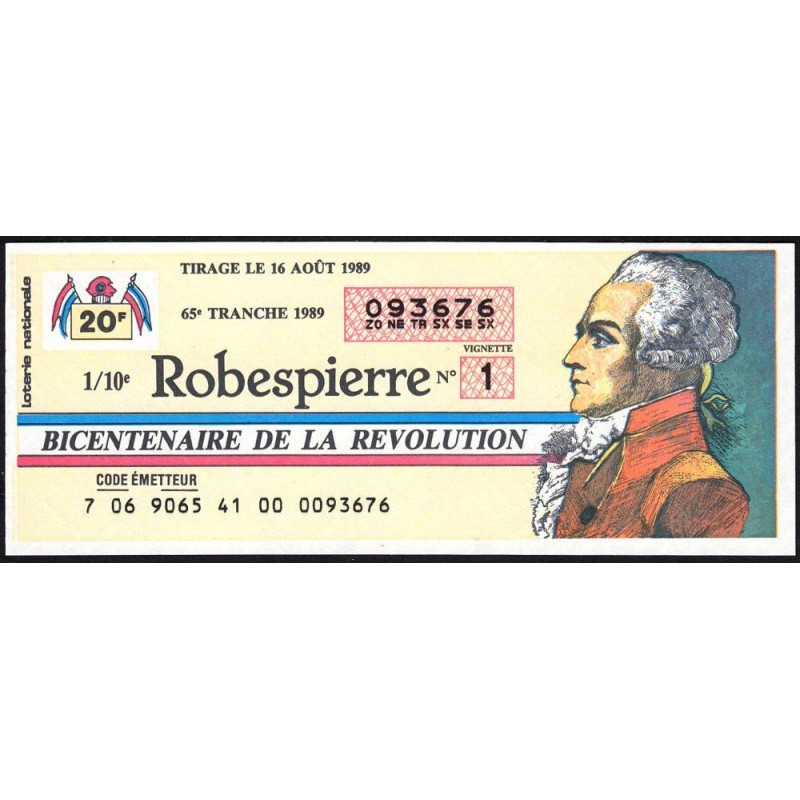 Loterie nationale
20F
TIRAGE LE 16 AOÛT 1989
65e TRANCHE 1989
093676
ZO NE TR SX SE SX
1/10e Robespierre
VIGNETTE
N° 1
BICENTENAIRE DE LA REVOLUTION
CODE ÉMETTEUR
7 06 9065 41 00 0093676